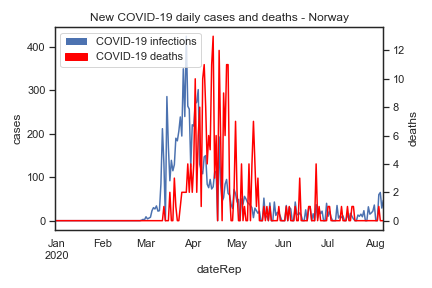 New COVID-19 daily cases and deaths - Norway
COVID-19 infections
COVID-19 deaths
400
300
200
100
0
cases
12
10
8
6
4
2
0
deaths
Jan Feb Mar Apr May Jun Jul Aug
2020
dateRep